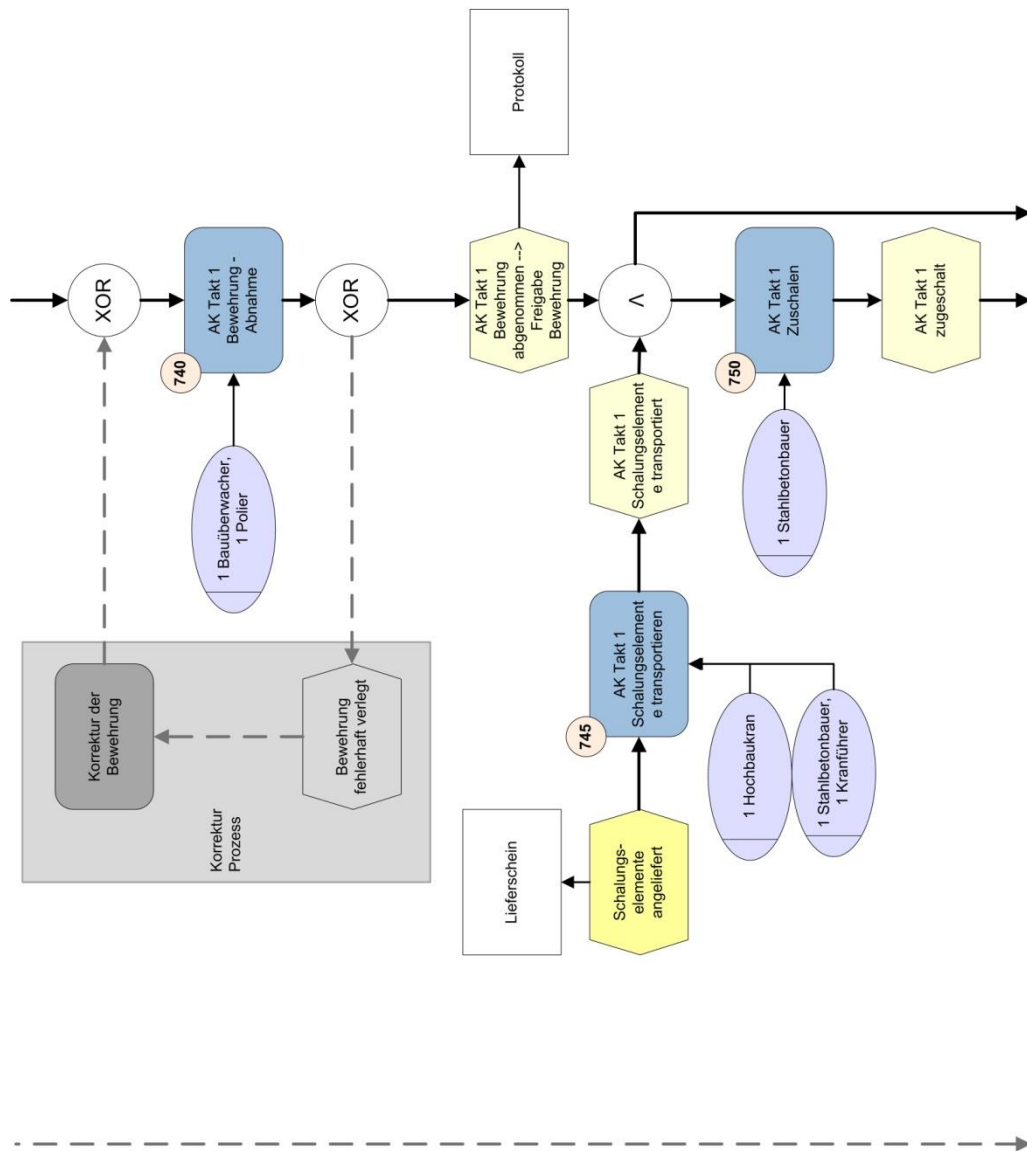 XOR
740
AK Takt 1
Bewehrung -
Abnahme
1 Bauüberwacher,
1 Polier
XOR
Korrektur der
Bewehrung
Bewehrung
fehlerhaft verlegt
Korrektur
Prozess
AK Takt 1
Bewehrung
abgenommen -->
Freigabe
Bewehrung
Protokoll
Lieferschein
Schalungs-
elemente
angeliefert
745
AK Takt 1
Schalungselement
e transportieren
1 Hochbaukran
1 Stahlbetonbauer,
1 Kranführer
AK Takt 1
Schalungselement
e transportiert
Λ
750
AK Takt 1
Zuschalen
1 Stahlbetonbauer
AK Takt 1
zugeschalt